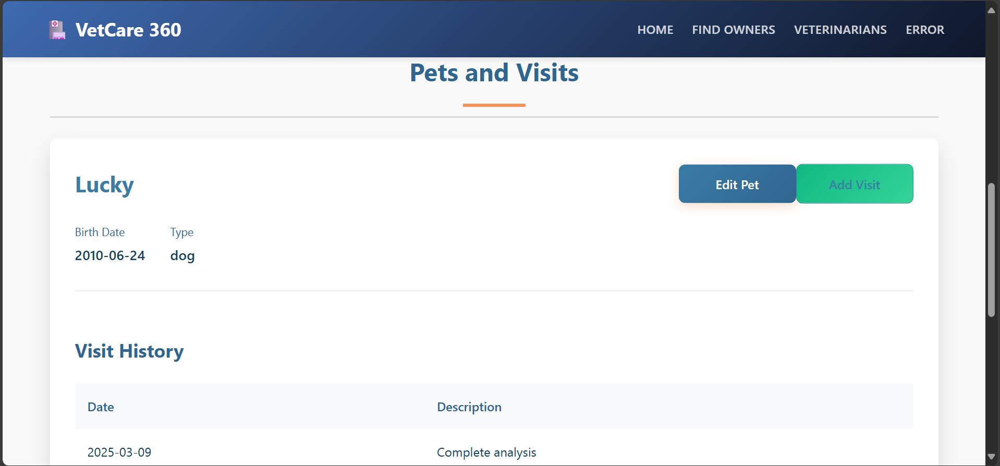 VetCare 360
HOME FIND OWNERS VETERINARIANS ERROR
Pets and Visits
Lucky
Edit Pet Add Visit
Birth Date Type
2010-06-24 dog
Visit History
Date Description
2025-03-09 Complete analysis